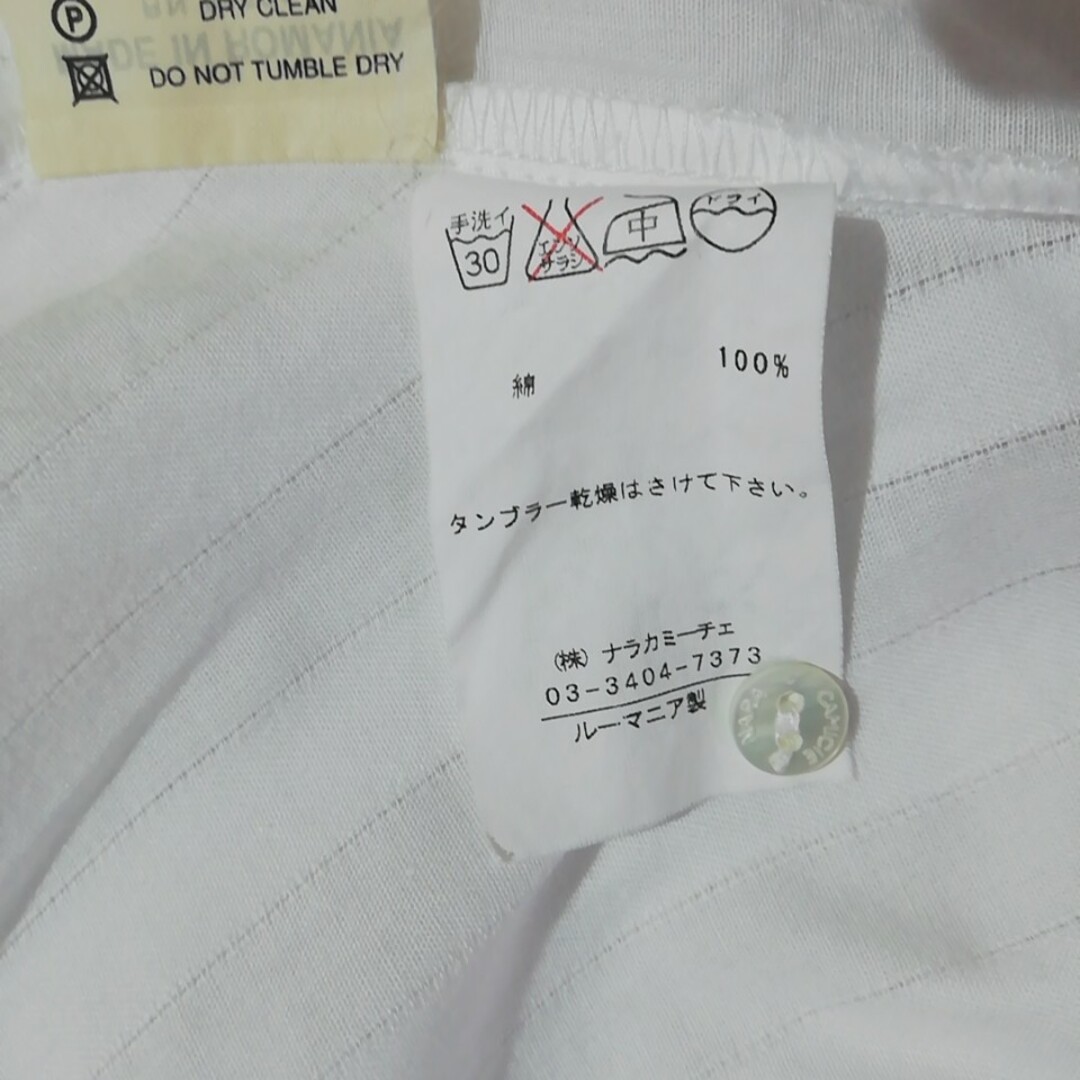 DRY CLEAN
P
MADE IN ROMANIA
DO NOT TUMBLE DRY
手洗イ
30
エンソ
サラシ
中
ドライ
綿 100%
タンブラー乾燥はさけて下さい。
(株) ナラカミーチェ
03-3404-7373
ルーマニア製
CAMICIE